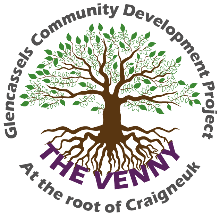 Glencassels Community Development Project
THE VENNY
At the root of Craigneuk